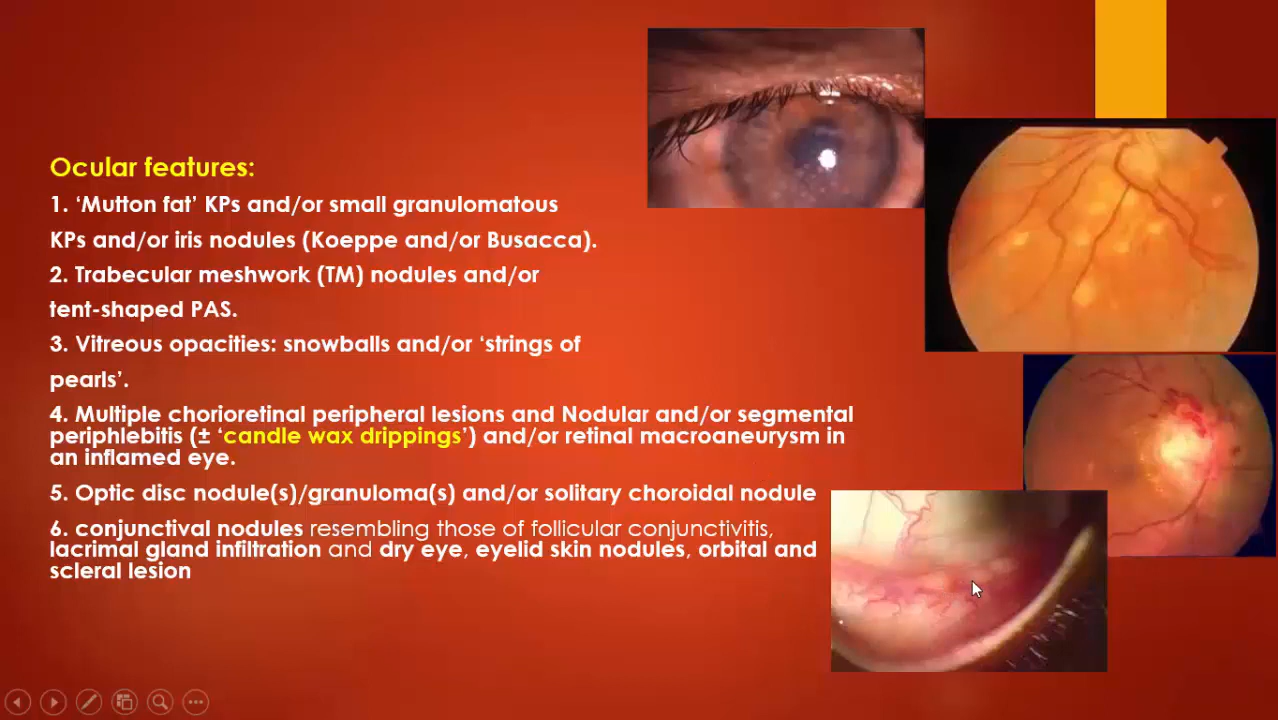 Ocular features:
1. ‘Mutton fat’ KPs and/or small granulomatous
KPs and/or iris nodules (Koeppe and/or Busacca).
2. Trabecular meshwork (TM) nodules and/or
tent-shaped PAS.
3. Vitreous opacities: snowballs and/or ‘strings of
pearls’.
4. Multiple chorioretinal peripheral lesions and Nodular and/or segmental
periphlebitis (± ‘candle wax drippings’) and/or retinal macroaneurysm in
an inflamed eye.
5. Optic disc nodule(s)/granuloma(s) and/or solitary choroidal nodule
6. conjunctival nodules resembling those of follicular conjunctivitis,
lacrimal gland infiltration and dry eye, eyelid skin nodules, orbital and
scleral lesion